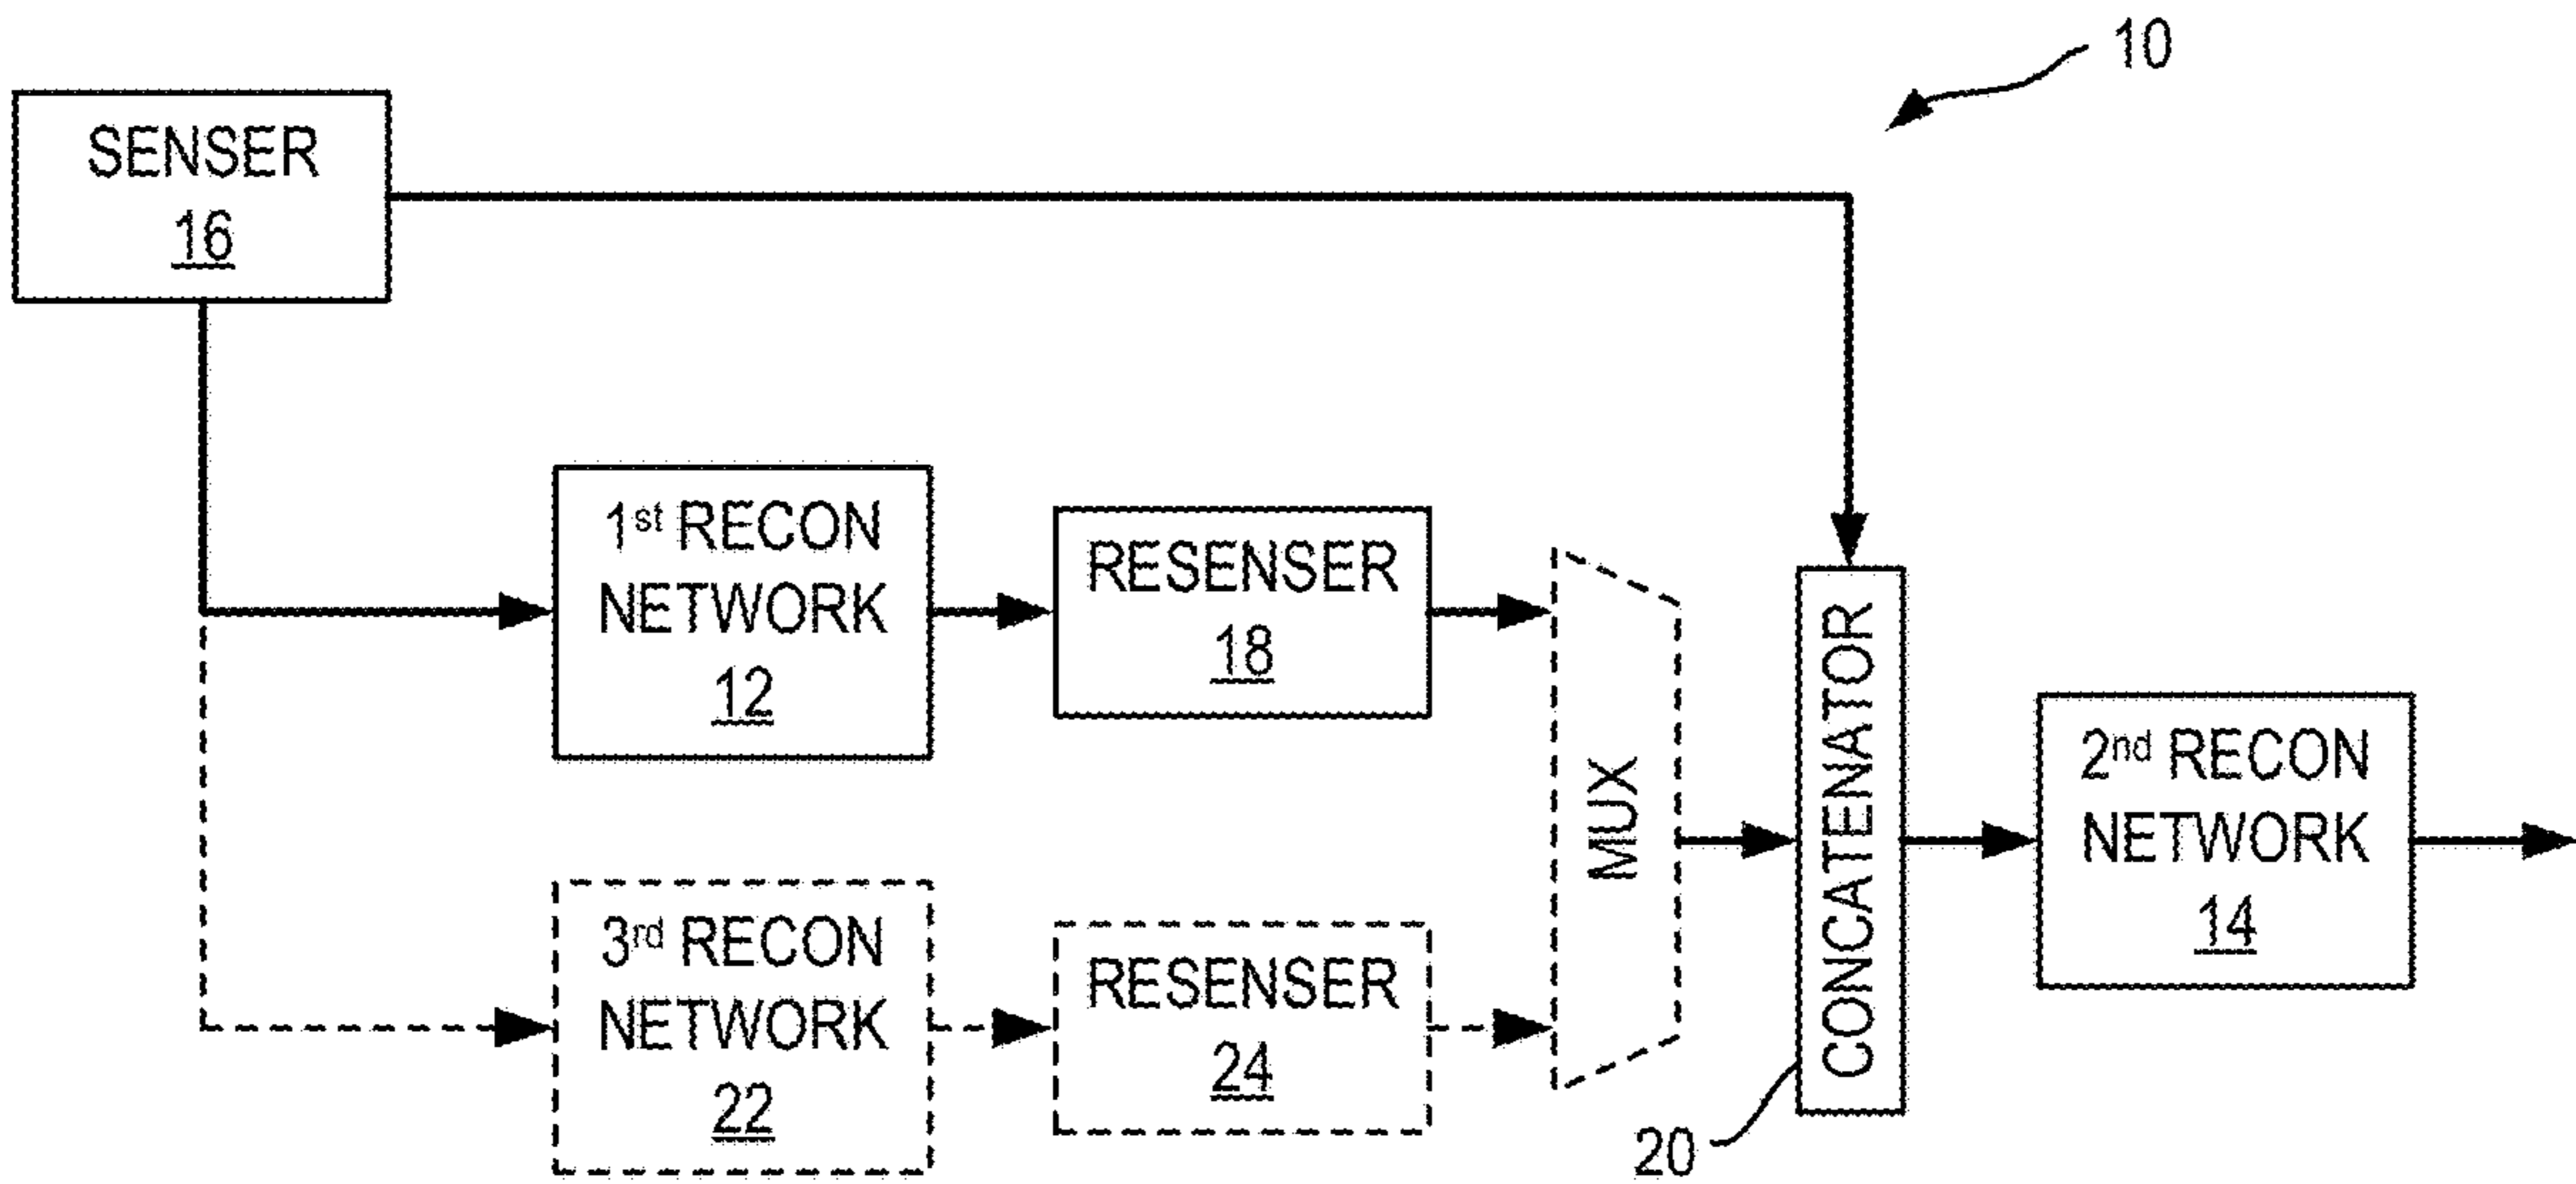 10
SENSER
16
1st RECON
NETWORK
12
RESENSER
18
MUX
CONCATENATOR
20
2nd RECON
NETWORK
14
3rd RECON
NETWORK
22
RESENSER
24